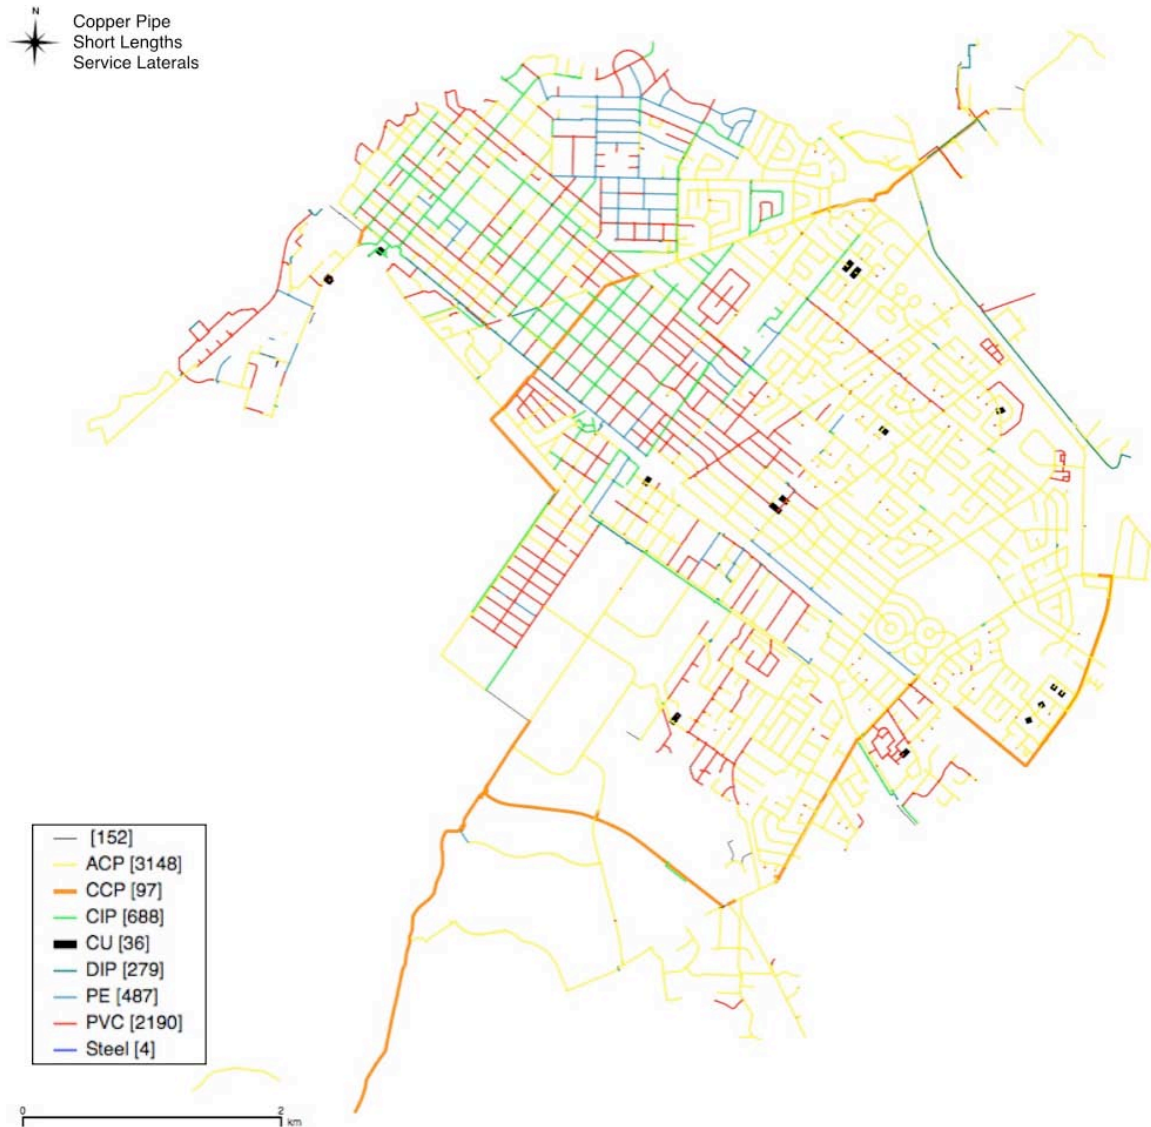 N
Copper Pipe
Short Lengths
Service Laterals
[152]
ACP [3148]
CCP [97]
CIP [688]
CU [36]
DIP [279]
PE [487]
PVC [2190]
Steel [4]
0 2
km